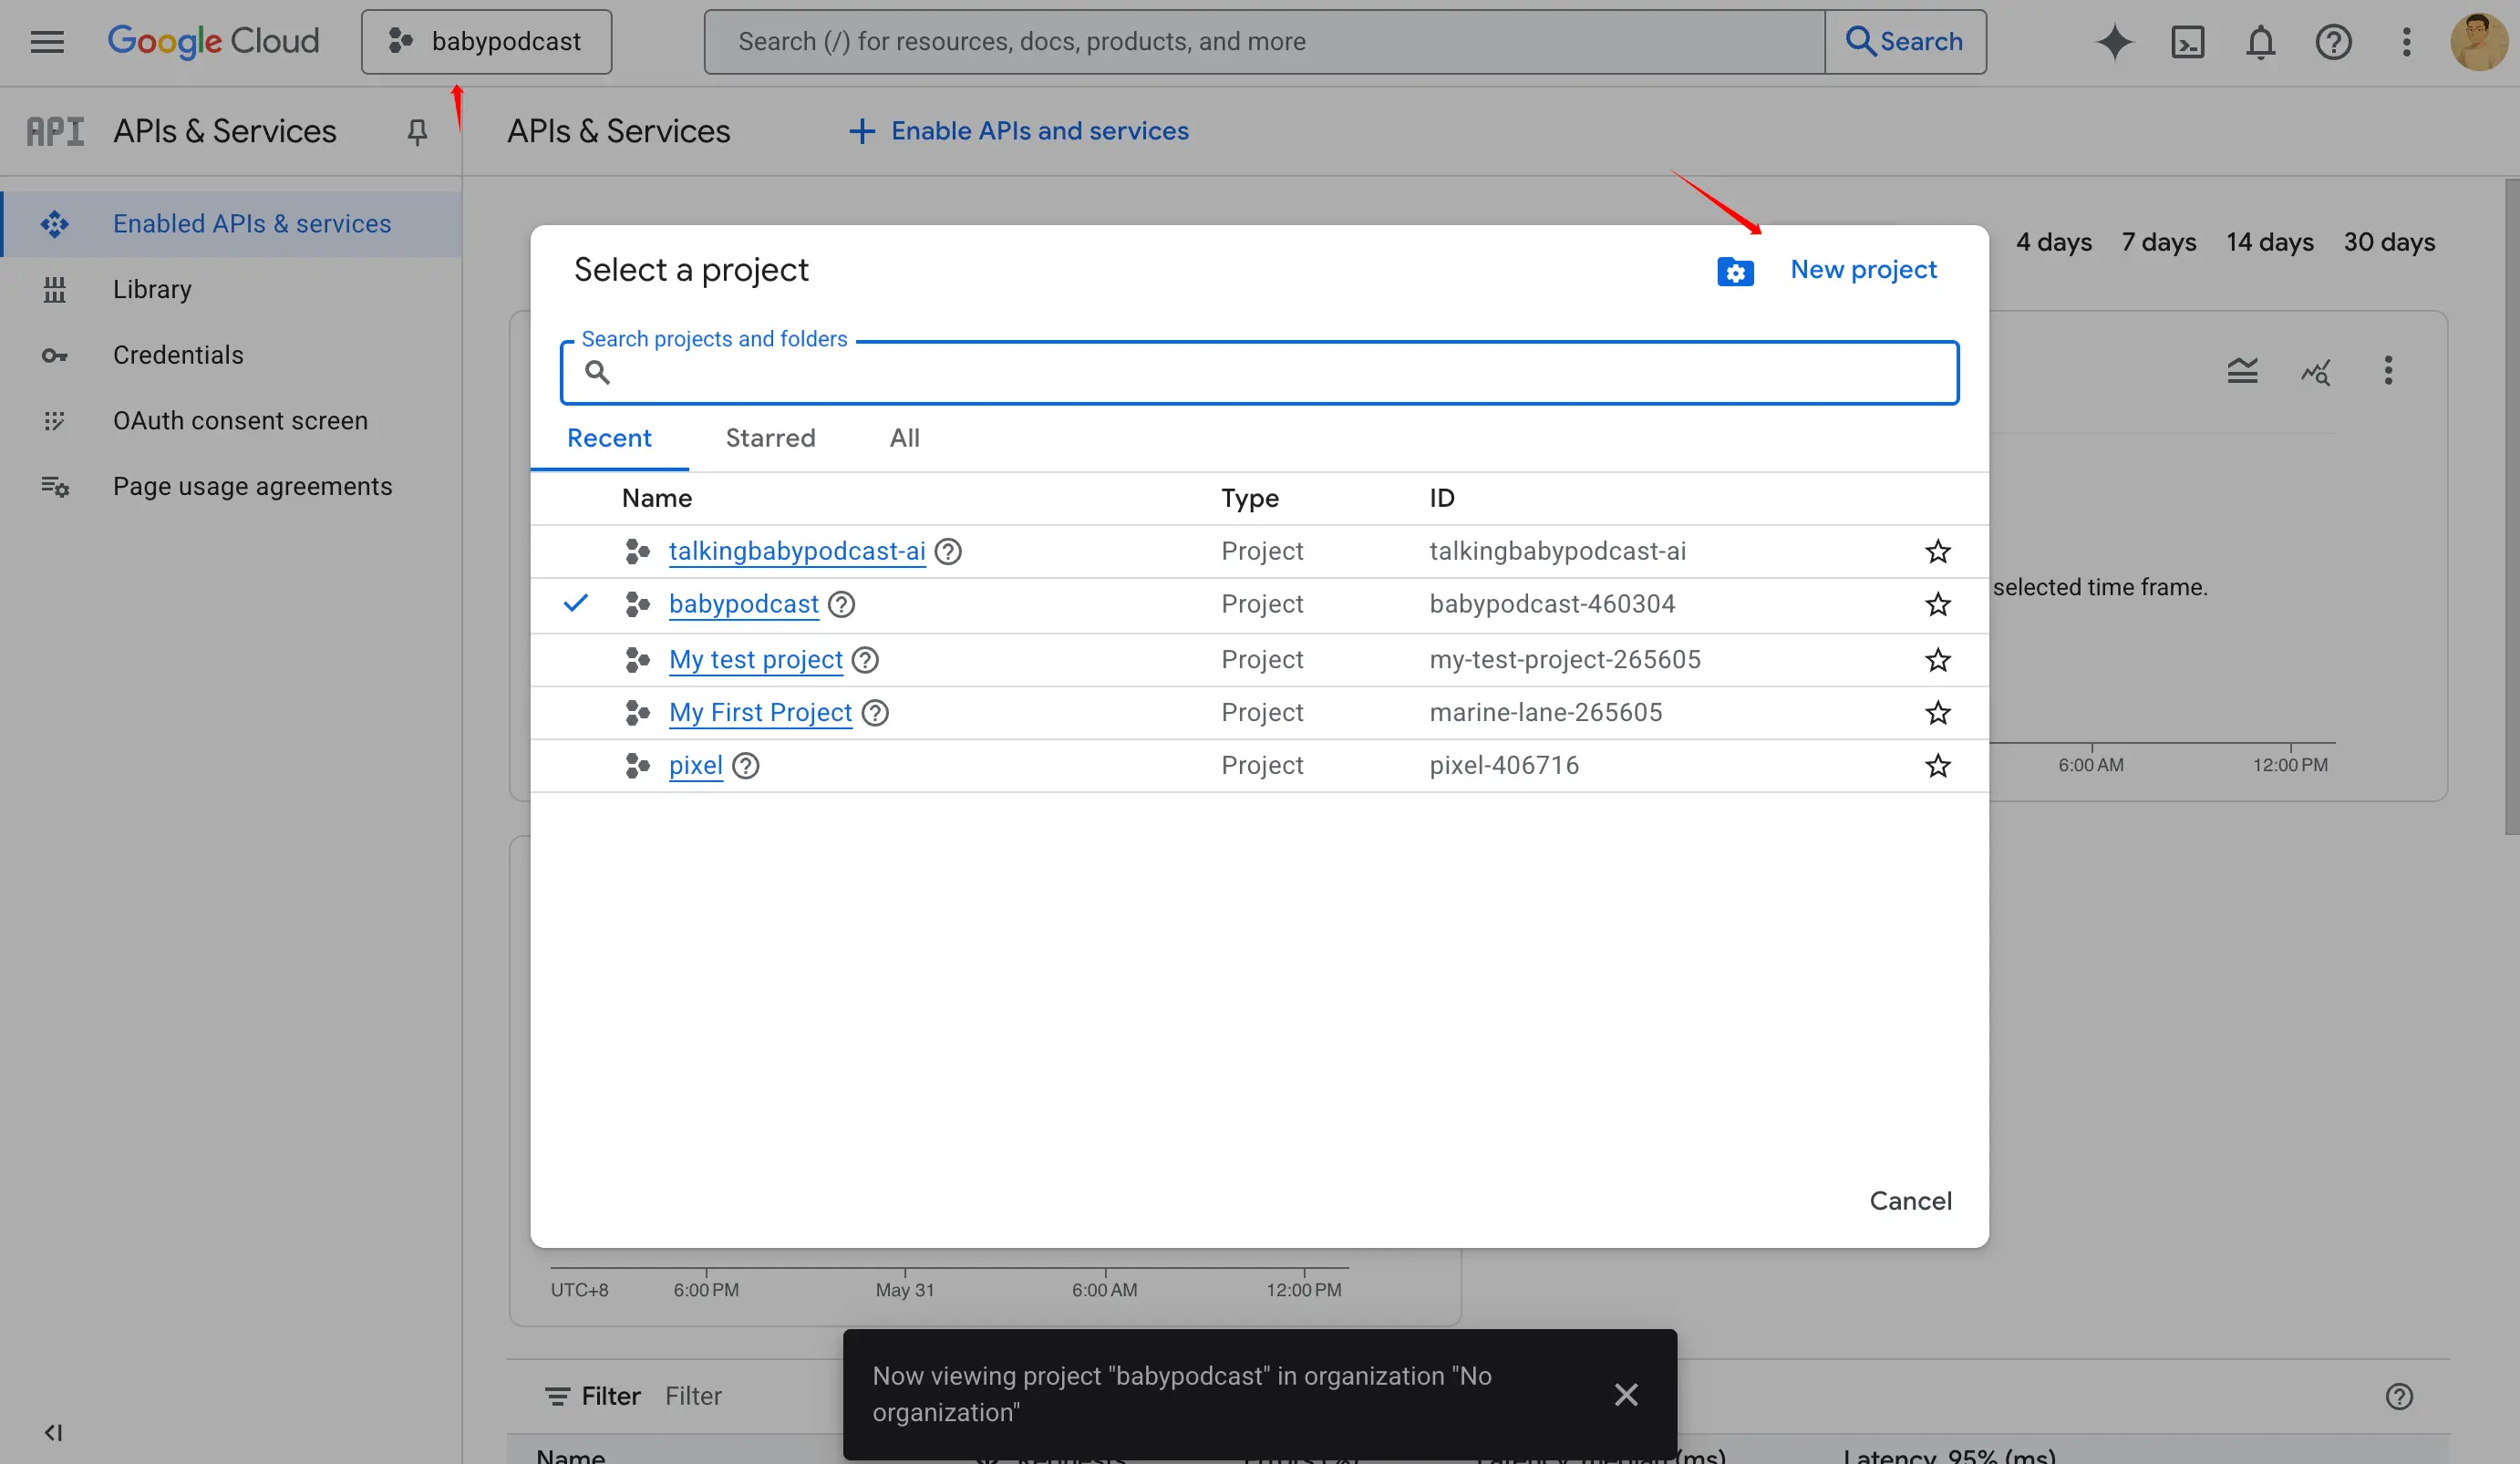 Google Cloud
babypodcast
Search (/) for resources, docs, products, and more
Search
API
APIs & Services
APIs & Services
Enable APIs and services
Enabled APIs & services
Library
Credentials
OAuth consent screen
Page usage agreements
4 days 7 days 14 days 30 days
Select a project
New project
Search projects and folders
Recent Starred All
Name Type ID
talkingbabypodcast-ai Project talkingbabypodcast-ai
babypodcast Project babypodcast-460304
My test project Project my-test-project-265605
My First Project Project marine-lane-265605
pixel Project pixel-406716
selected time frame.
6:00 AM 12:00 PM
Cancel
UTC+8 6:00 PM May 31 6:00 AM 12:00 PM
Now viewing project "babypodcast" in organization "No
organization"
Filter Filter
Name Requests Errors (%) Latency, median (ms) Latency, 95% (ms)